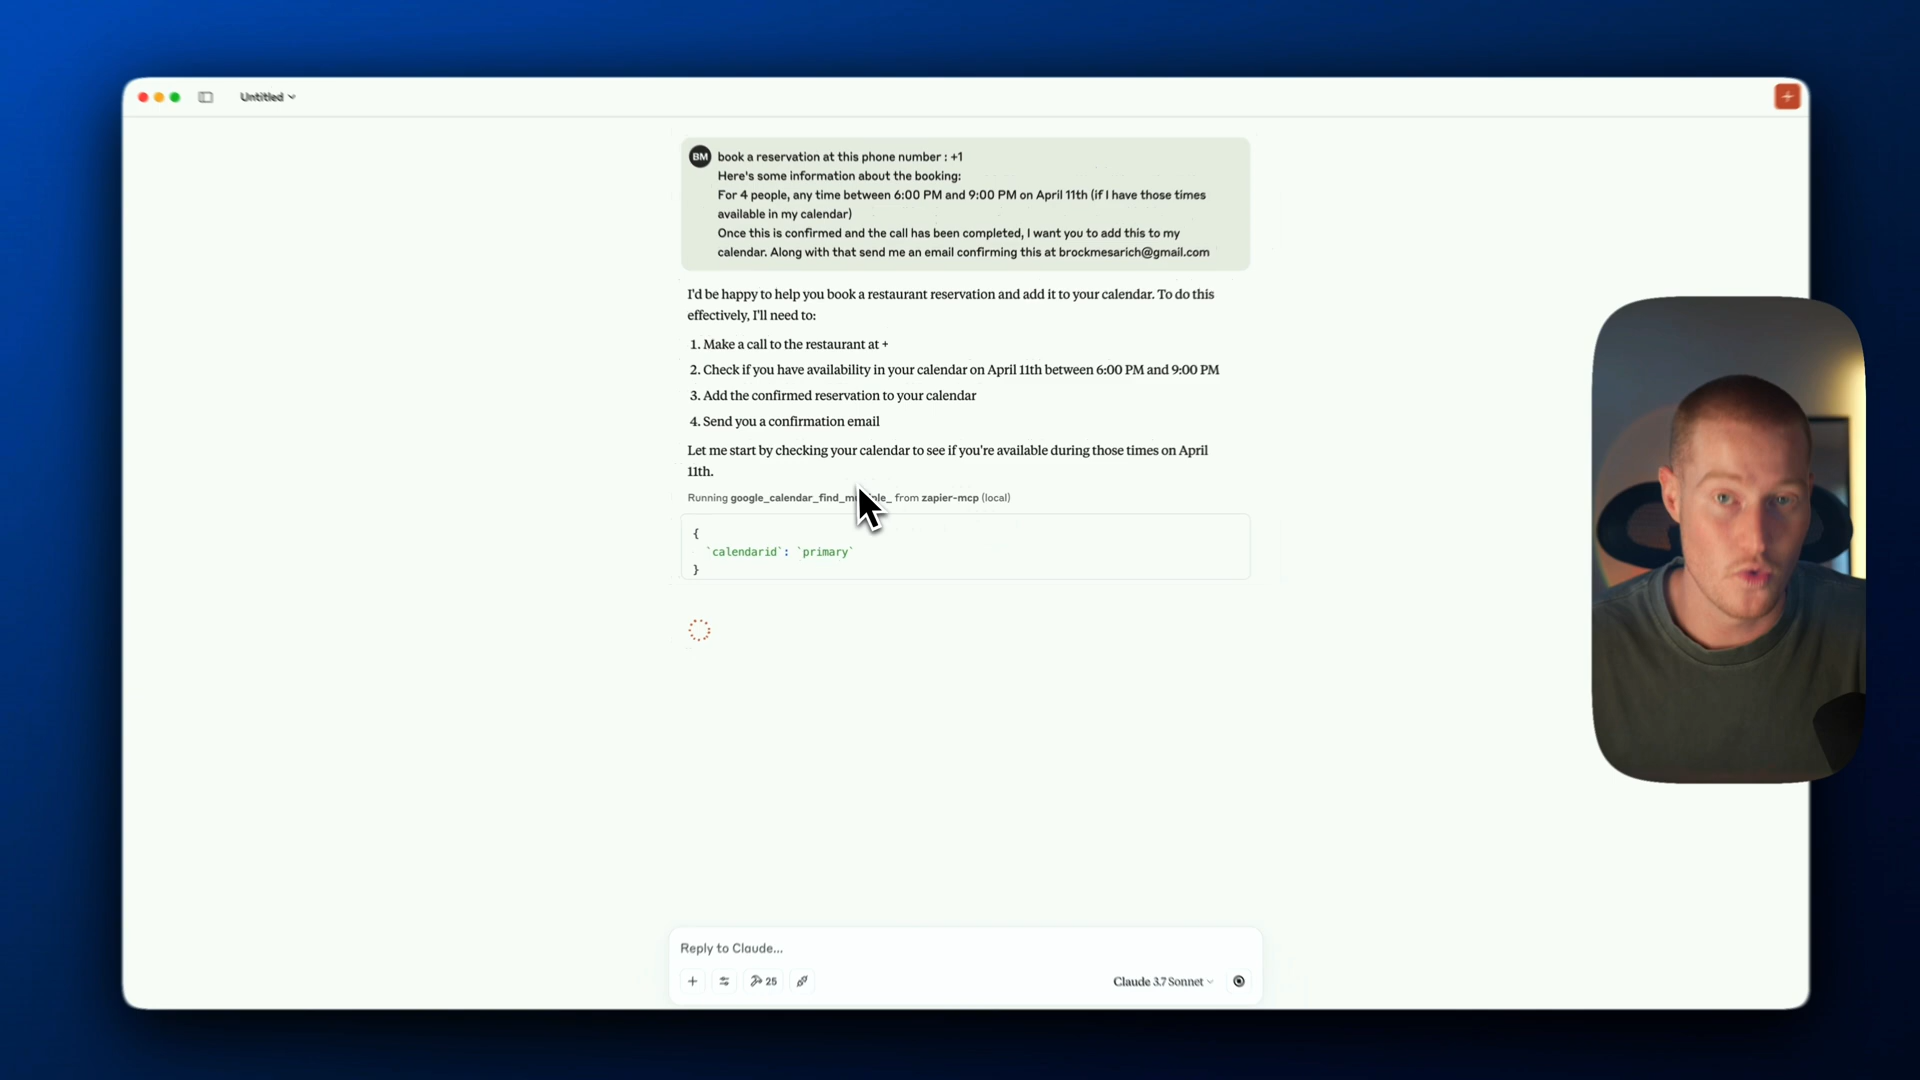 Untitled
BM
book a reservation at this phone number : +1
Here's some information about the booking:
For 4 people, any time between 6:00 PM and 9:00 PM on April 11th (if I have those times
available in my calendar)
Once this is confirmed and the call has been completed, I want you to add this to my
calendar. Along with that send me an email confirming this at brockmesarich@gmail.com
I'd be happy to help you book a restaurant reservation and add it to your calendar. To do this
effectively, I'll need to:
1. Make a call to the restaurant at +
2. Check if you have availability in your calendar on April 11th between 6:00 PM and 9:00 PM
3. Add the confirmed reservation to your calendar
4. Send you a confirmation email
Let me start by checking your calendar to see if you're available during those times on April
11th.
Running from zapier-mcp (local)
{
`calendarid`: `primary`
}
Reply to Claude...
25
Claude 3.7 Sonnet